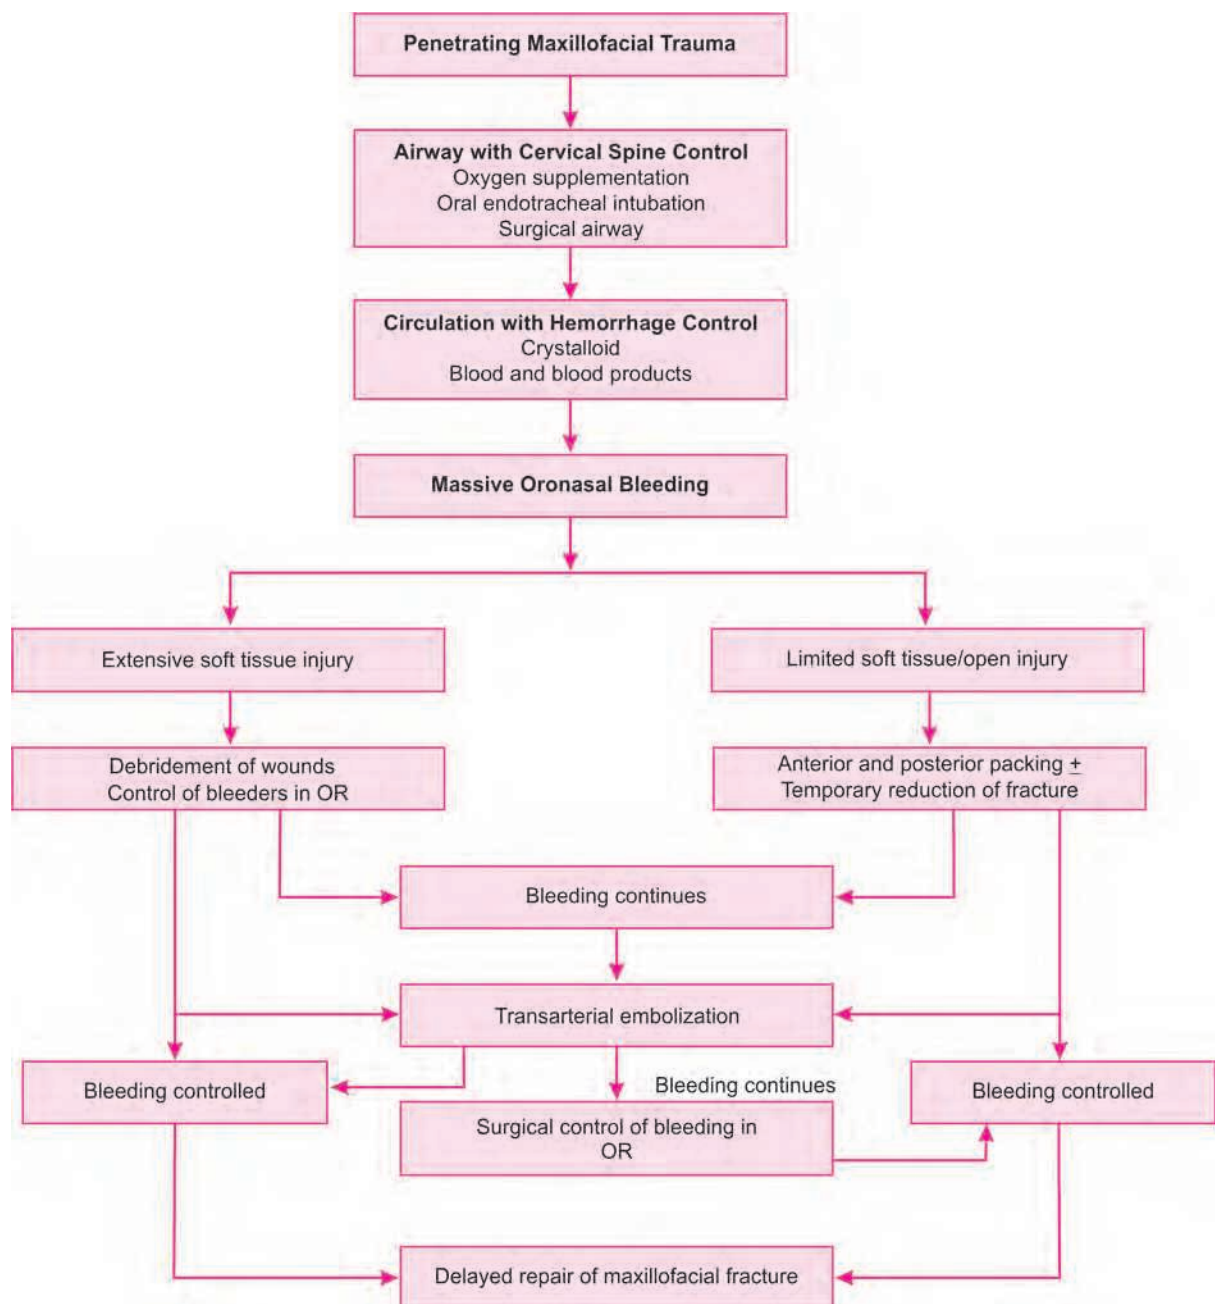 Penetrating Maxillofacial Trauma
Airway with Cervical Spine Control
Oxygen supplementation
Oral endotracheal intubation
Surgical airway
Circulation with Hemorrhage Control
Crystalloid
Blood and blood products
Massive Oronasal Bleeding
Extensive soft tissue injury
Limited soft tissue/open injury
Debridement of wounds
Control of bleeders in OR
Anterior and posterior packing ±
Temporary reduction of fracture
Bleeding continues
Transarterial embolization
Bleeding controlled
Bleeding continues
Bleeding controlled
Surgical control of bleeding in
OR
Delayed repair of maxillofacial fracture